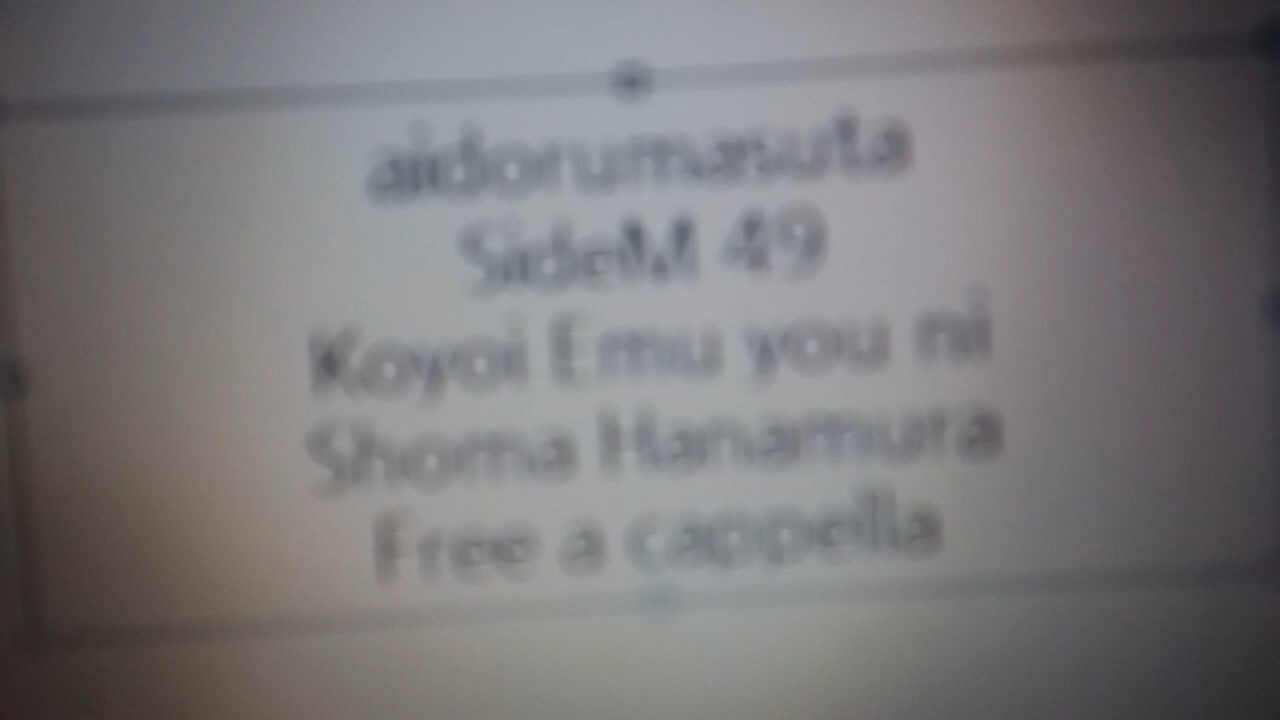 aidorumasuta
SideM 49
Koyoi Emu you ni
Shoma Hanamura
Free a cappella